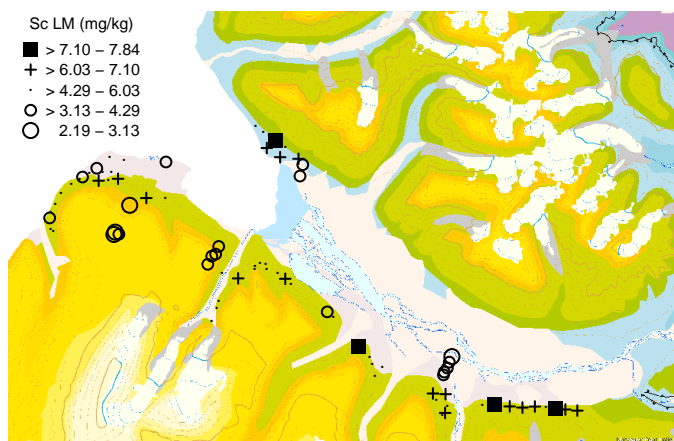 Sc LM (mg/kg)
> 7.10 – 7.84
> 6.03 – 7.10
> 4.29 – 6.03
> 3.13 – 4.29
2.19 – 3.13